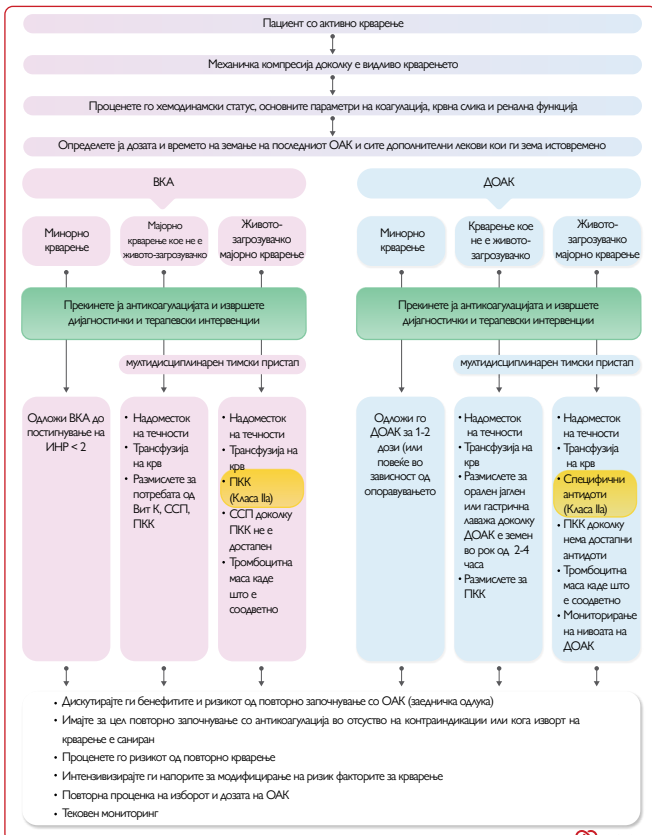 Пациент со активно крварење
Механичка компресија доколку е видливо крварењето
Проценете го хемодинамски статус, основните параметри на коагулација, крвна слика и ренална функција
Определете ја дозата и времето на земање на последниот ОАК и сите дополнителни лекови кои ги зема истовремено
ВКА
Минорно
крварење
Мајорно
крварење кое не е
живото-загрозувачко
Живото-
загрозувачко
мајорно крварење
Прекинете ја антикоагулацијата и извршете
дијагностички и терапевски интервенции
мултидисциплинарен тимски пристап
Одложи ВКА до
постигнување на
ИНР < 2
• Надоместок
на течности
• Трансфузија
на крв
• Размислете за
потребата од
Вит К, ССП,
ПКК
• Надоместок
на течности
• Трансфузија на
крв
• ПКК
(Класа IIa)
• ССП доколку
ПКК не е
достапен
• Тромбоцитна
маса каде
што е
соодветно
ДОАК
Минорно
крварење
Крварење кое
не е живото-
загрозувачко
Живото-
загрозувачко
мајорно крварење
Прекинете ја антикоагулацијата и извршете
дијагностички и терапевски интервенции
мултидисциплинарен тимски пристап
Одложи го
ДОАК за 1-2
дози (или
повеќе во
зависност од
опоравувањето
• Надоместок
на течности
• Трансфузија на
крв
• Размислете за
орален јаглен
или гастрична
лаважа доколку
ДОАК е земен
во рок од 2-4
часа
• Размислете за
ПКК
• Надоместок
на течности
• Трансфузија
на крв
• Специфични
антидоти
(Класа IIa)
• ПКК доколку
нема достапни
антидоти
• Тромбоцитна
маса каде што
е соодветно
• Мониторирање
на нивоата на
ДОАК
• Дискутирајте ги бенефитите и ризикот од повторно започнување со ОАК (заедничка одлука)
• Имајте за цел повторно започнување со антикоагулација во отсуство на контраиндикации или кога изворт на
крварење е саниран
• Проценете го ризикот од повторно крварење
• Интензивизирајте ги напорите за модифицирање на ризик факторите за крварење
• Повторна проценка на изборот и дозата на ОАК
• Тековен мониторинг